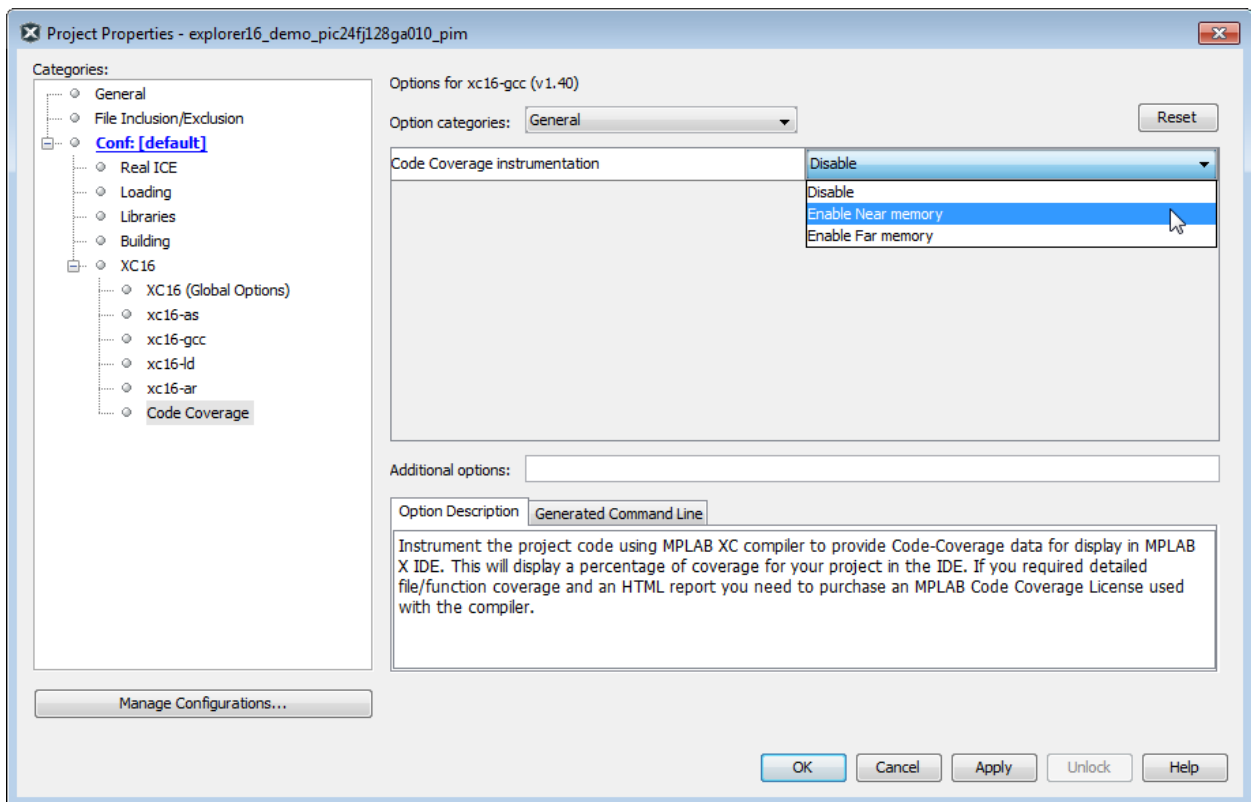 Project Properties - explorer16_demo_pic24fj128ga010_pim
Categories:
General
File Inclusion/Exclusion
Conf: [default]
Real ICE
Loading
Libraries
Building
XC16
XC16 (Global Options)
xc16-as
xc16-gcc
xc16-ld
xc16-ar
Code Coverage
Manage Configurations...
Options for xc16-gcc (v1.40)
Option categories: General
Reset
Code Coverage instrumentation Disable
Disable
Enable Near memory
Enable Far memory
Additional options:
Option Description Generated Command Line
Instrument the project code using MPLAB XC compiler to provide Code-Coverage data for display in MPLAB
X IDE. This will display a percentage of coverage for your project in the IDE. If you required detailed
file/function coverage and an HTML report you need to purchase an MPLAB Code Coverage License used
with the compiler.
OK Cancel Apply Unlock Help